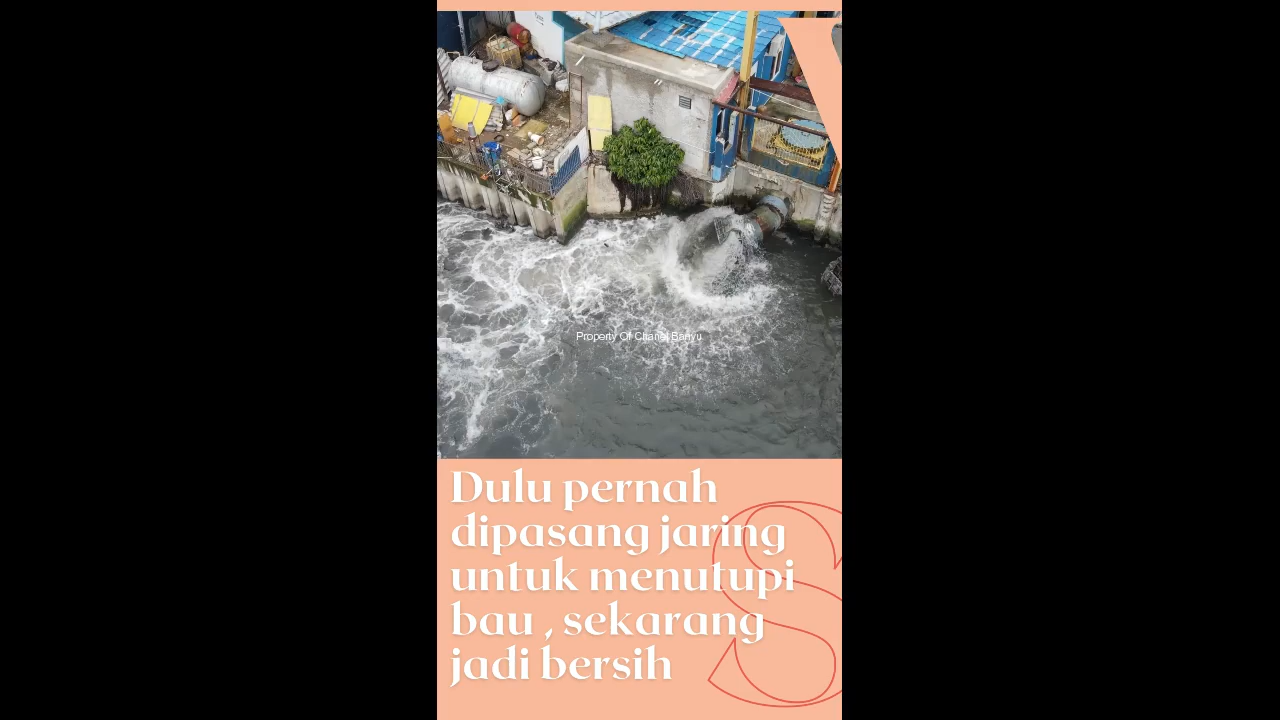 Property Of Chanel Banyu
Dulu pernah
dipasang jaring
untuk menutupi
bau , sekarang
jadi bersih
S